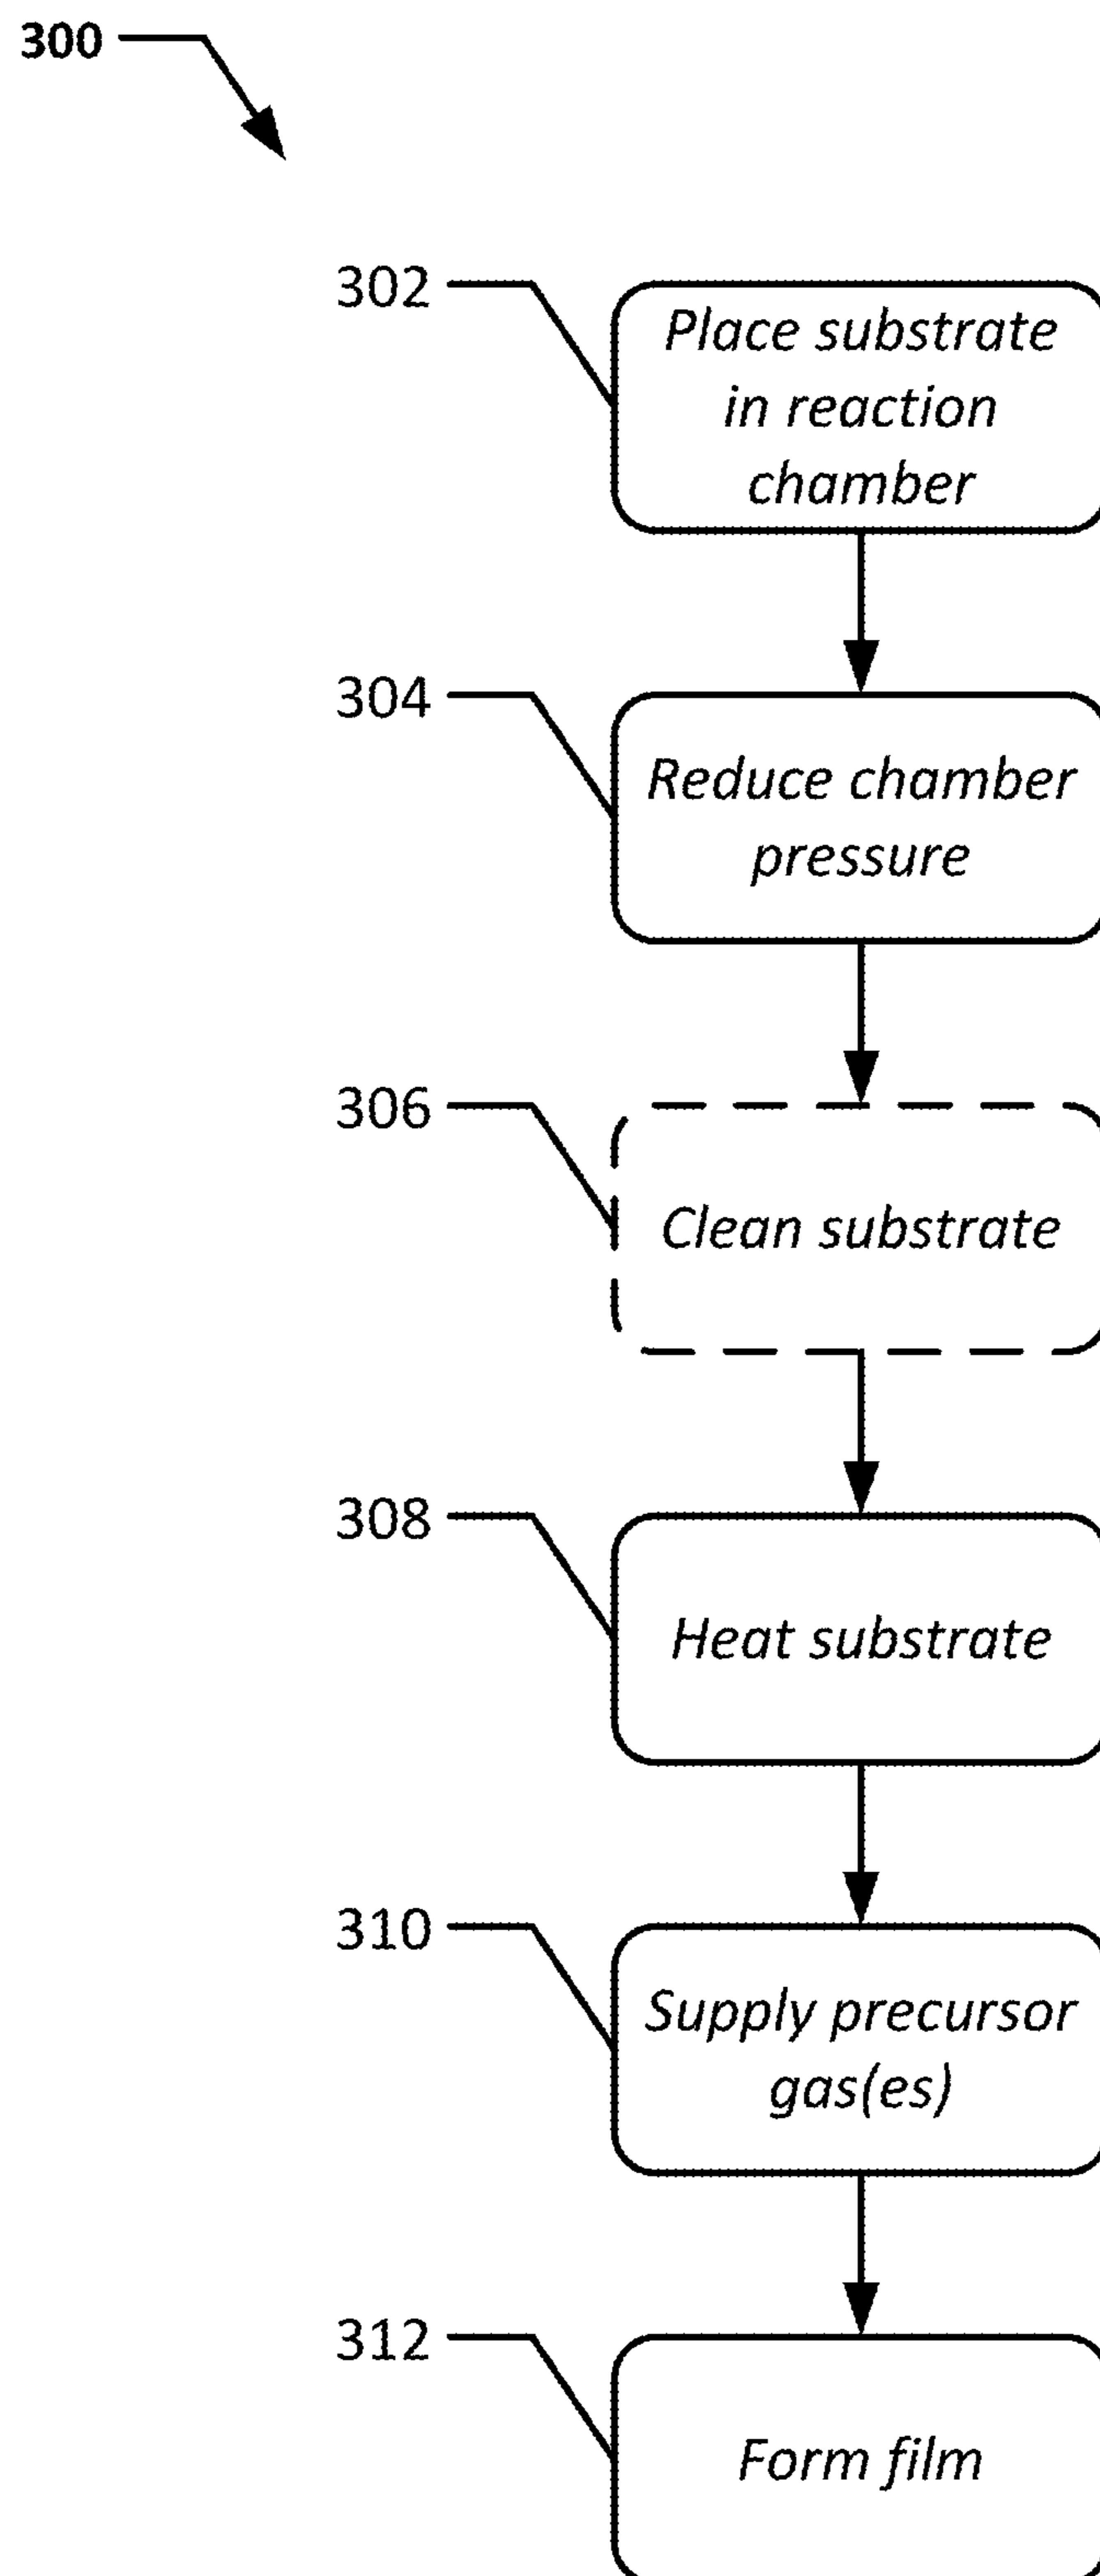 300
302
Place substrate
in reaction
chamber
304
Reduce chamber
pressure
306
Clean substrate
308
Heat substrate
310
Supply precursor
gas(es)
312
Form film